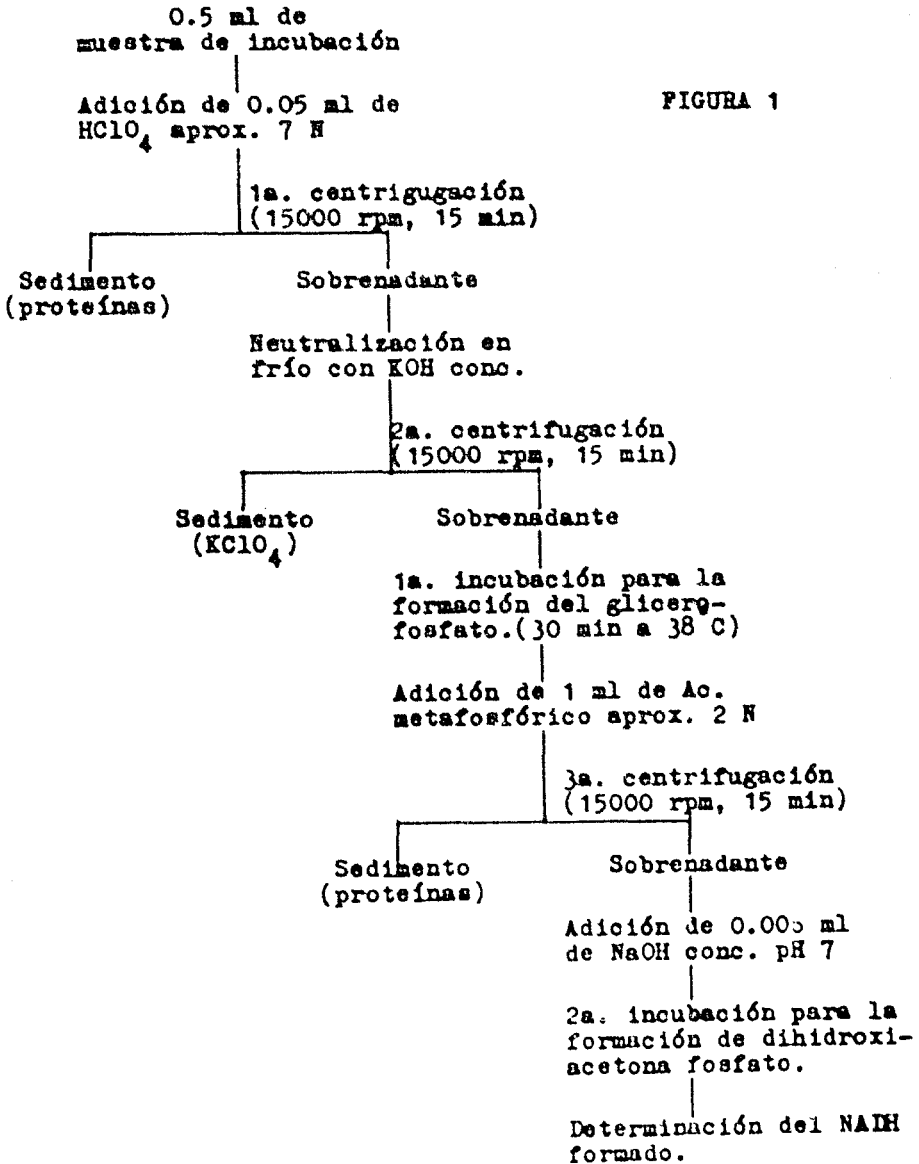 0.5 ml de
muestra de incubación
Adición de 0.05 ml de
HClO4 aprox. 7 N
FIGURA 1
1a. centrigugación
(15000 rpm, 15 min)
Sedimento
(proteínas)
Sobrenadante
Neutralización en
frío con KOH conc.
2a. centrifugación
(15000 rpm, 15 min)
Sedimento
(KClO4)
Sobrenadante
1a. incubación para la
formación del glicero-
fosfato.(30 min a 38 C)
Adición de 1 ml de Ac.
metafosfórico aprox. 2 N
3a. centrifugación
(15000 rpm, 15 min)
Sedimento
(proteínas)
Sobrenadante
Adición de ml
de NaOH conc. pH 7
2a. incubación para la
formación de dihidroxi-
acetona fosfato.
Determinación del NADH
formado.